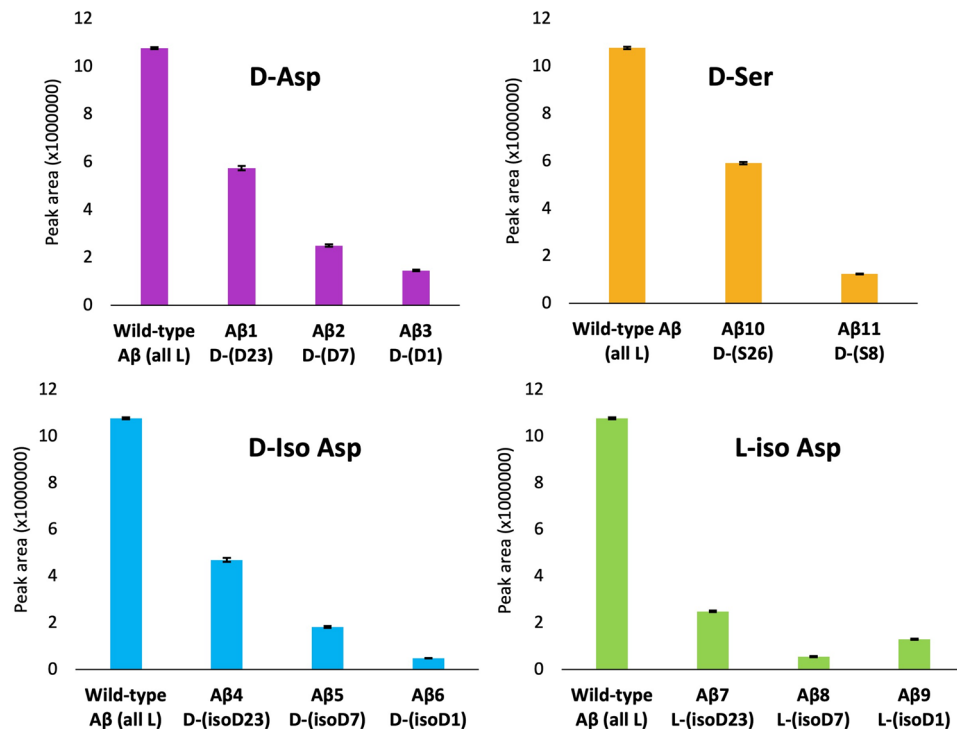 D-Asp
Peak area (x1000000)
12
10
8
6
4
2
0
Wild-type Aβ1 Aβ2 Aβ3
Aβ (all L) D-(D23) D-(D7) D-(D1)
D-Ser
Peak area (x1000000)
12
10
8
6
4
2
0
Wild-type Aβ Aβ10 Aβ11
(all L) D-(S26) D-(S8)
D-Iso Asp
Peak area (x1000000)
12
10
8
6
4
2
0
Wild-type Aβ4 Aβ5 Aβ6
Aβ (all L) D-(isoD23) D-(isoD7) D-(isoD1)
L-iso Asp
Peak area (x1000000)
12
10
8
6
4
2
0
Wild-type Aβ7 Aβ8 Aβ9
Aβ (all L) L-(isoD23) L-(isoD7) L-(isoD1)